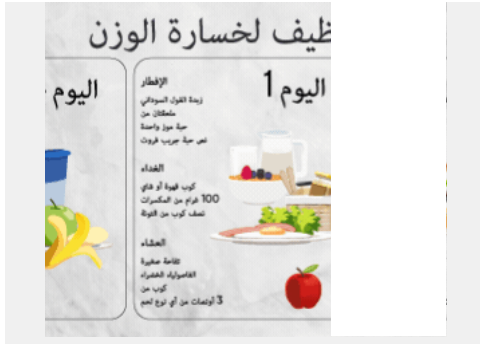 ظيف لخسارة الوزن
اليوم 1
الإفطار
زبدة الفول السوداني
ملعقتان من
حبة موز واحدة
نص حبة جريب فروت
الغداء
كوب قهوة أو شاي
100 غرام من المكسرات
نصف كوب من التونة
العشاء
تفاحة صغيرة
الفاصولياء الخضراء
كوب من
3 أونصات من أي نوع لحم
اليوم